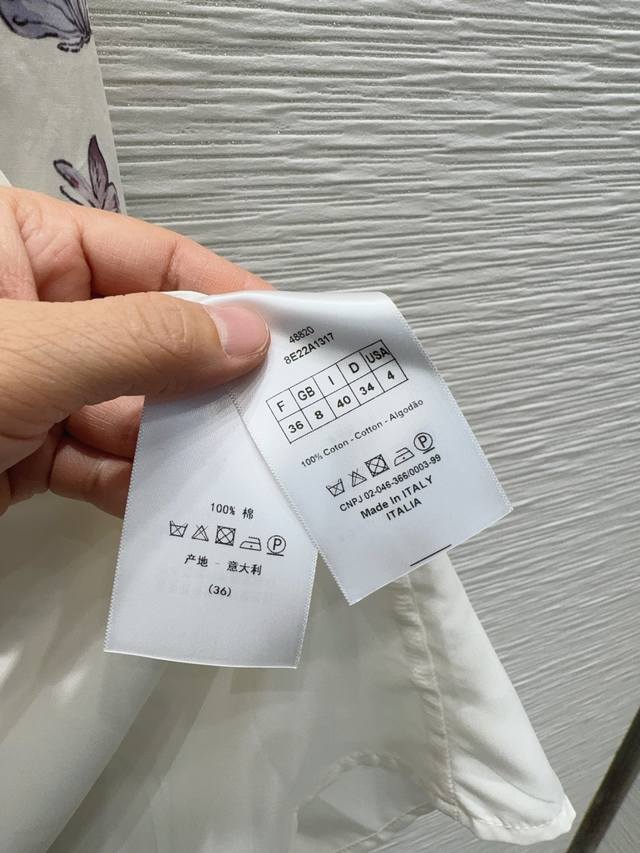 48820
8E22A1317
F GB I D USA
36 8 40 34 4
100% Coton - Cotton - Algodão
P
CNPJ 02-046-366/0003-99
Made in ITALY
ITALIA
100% 棉
P
产地 - 意大利
(36)